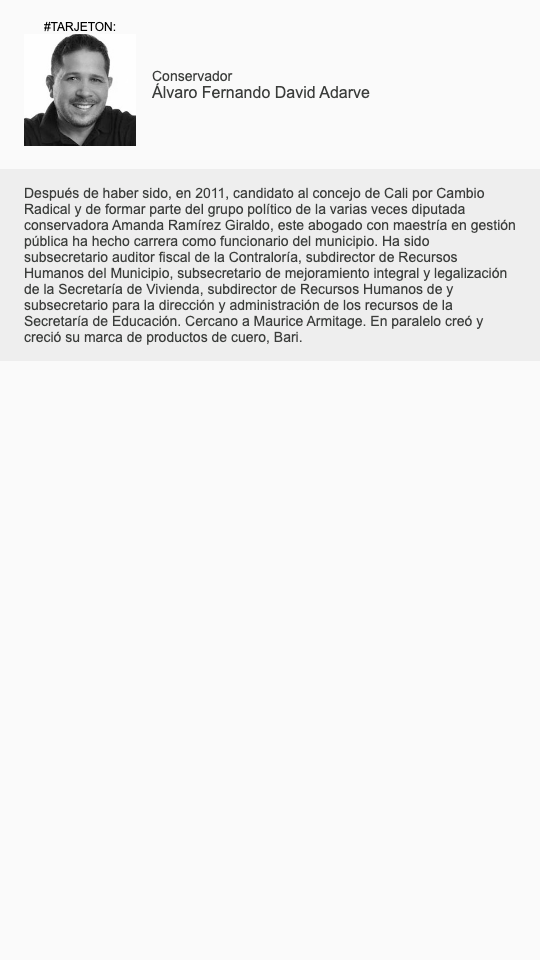 #TARJETON:
Conservador
Álvaro Fernando David Adarve
Después de haber sido, en 2011, candidato al concejo de Cali por Cambio
Radical y de formar parte del grupo político de la varias veces diputada
conservadora Amanda Ramírez Giraldo, este abogado con maestría en gestión
pública ha hecho carrera como funcionario del municipio. Ha sido
subsecretario auditor fiscal de la Contraloría, subdirector de Recursos
Humanos del Municipio, subsecretario de mejoramiento integral y legalización
de la Secretaría de Vivienda, subdirector de Recursos Humanos de y
subsecretario para la dirección y administración de los recursos de la
Secretaría de Educación. Cercano a Maurice Armitage. En paralelo creó y
creció su marca de productos de cuero, Bari.